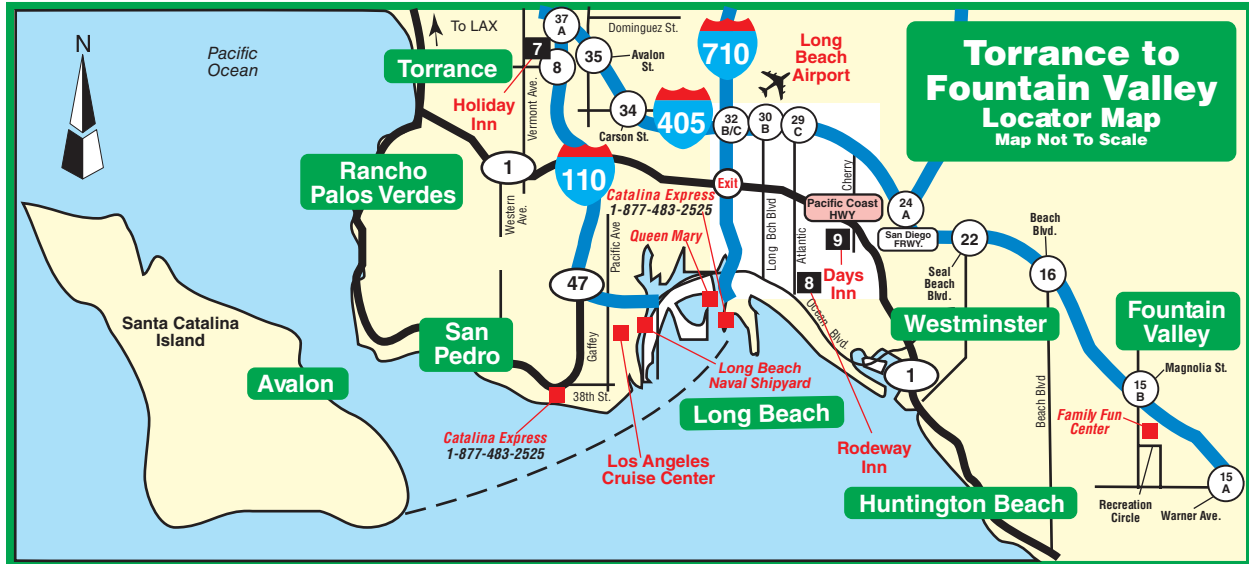 Torrance to
Fountain Valley
Locator Map
Map Not To Scale
N
Pacific
Ocean
To LAX
37
A
Dominguez St.
7
8
35
Avalon
St.
Torrance
Holiday
Inn
Vermont Ave.
34
Carson St.
405
710
Long
Beach
Airport
32
B/C
30
B
29
C
Rancho
Palos Verdes
1
Western
Ave.
110
Exit
Catalina Express
1-877-483-2525
Queen Mary
Pacific Ave
Long Bch Blvd
Atlantic
Cherry
Pacific Coast
HWY
24
A
San Diego
FRWY.
22
Seal
Beach
Blvd.
Beach
Blvd.
16
9
Days
Inn
8
Ocean Blvd.
47
Santa Catalina
Island
Avalon
San
Pedro
Gaffey
38th St.
Catalina Express
1-877-483-2525
Los Angeles
Cruise Center
Long Beach
Naval Shipyard
Long Beach
Westminster
1
Rodeway
Inn
Huntington Beach
Beach Blvd
Fountain
Valley
Magnolia St.
15
B
Family Fun
Center
Recreation
Circle
Warner Ave.
15
A